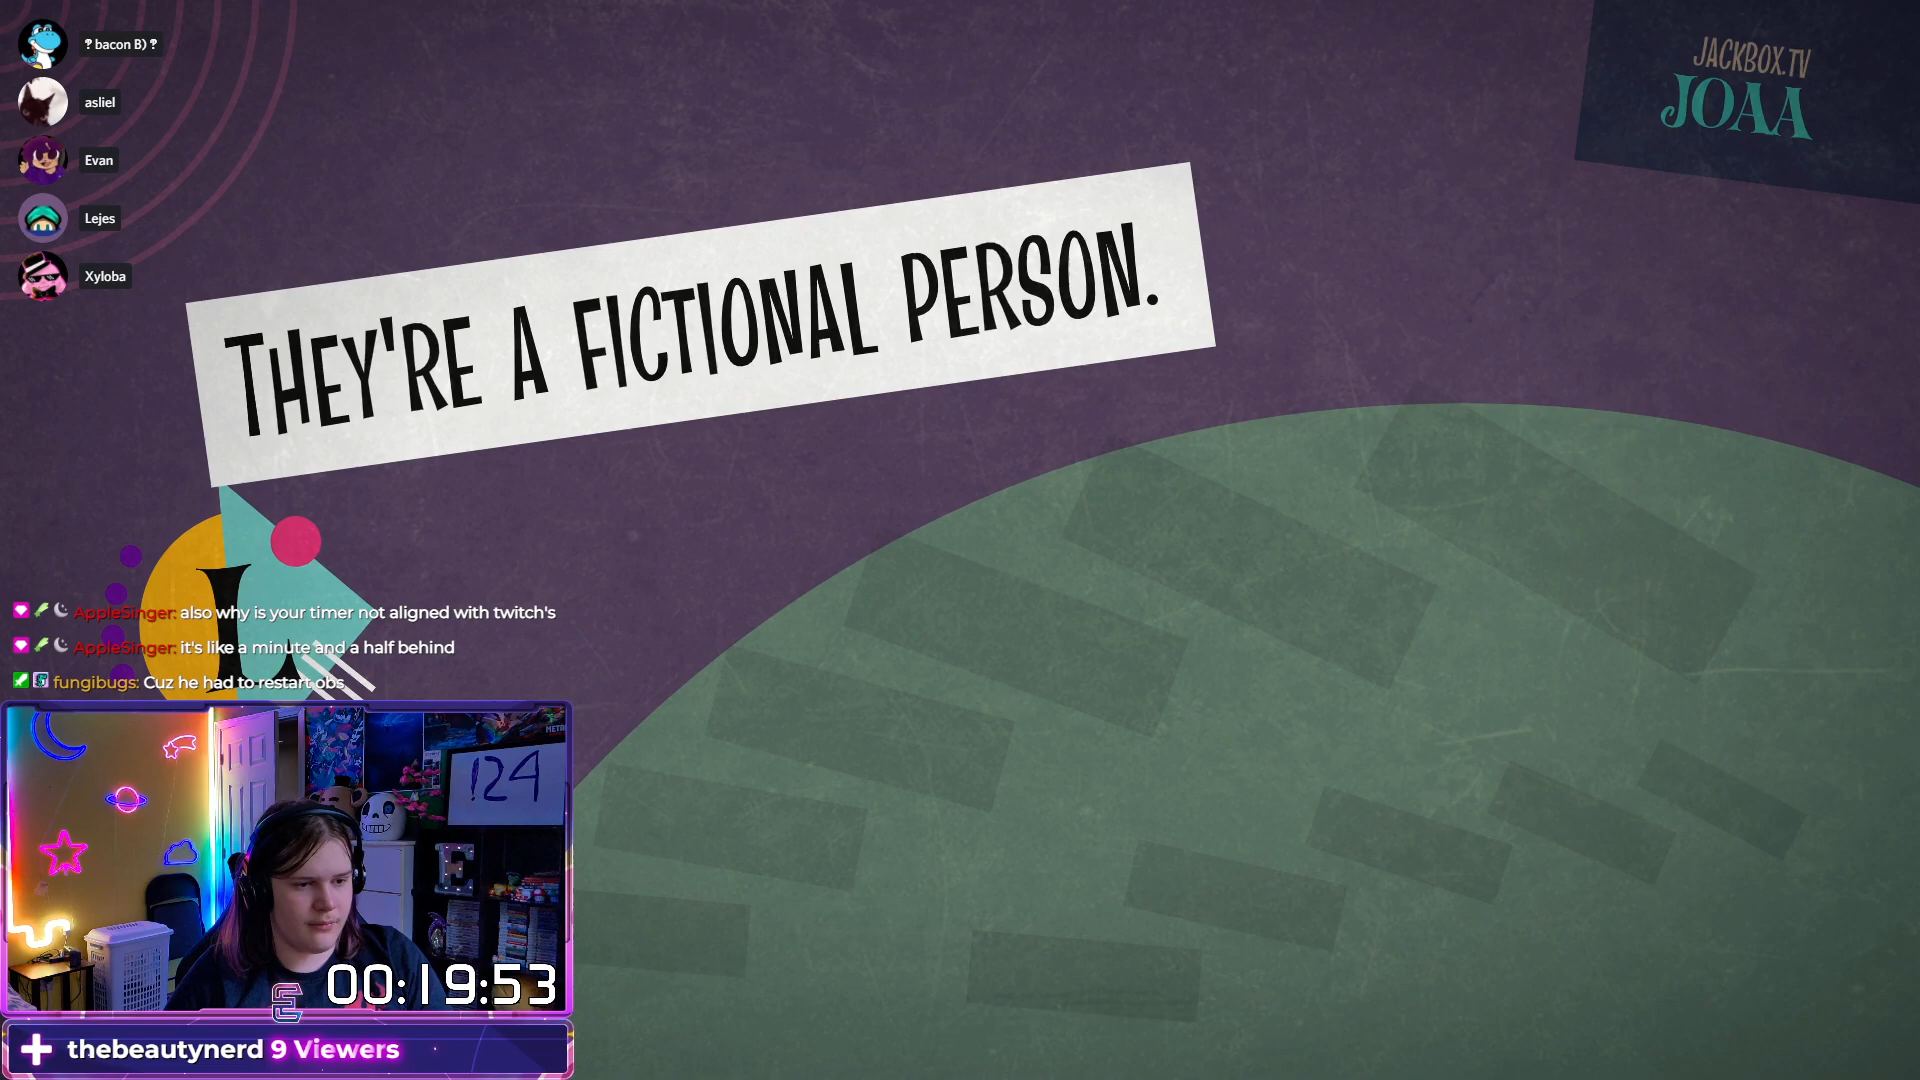 ‽ bacon B) ‽
asliel
Evan
Lejes
Xyloba
JACKBOX.TV
JOAA
THEY'RE A FICTIONAL PERSON.
L
AppleSinger: also why is your timer not aligned with twitch's
AppleSinger: it's like a minute and a half behind
fungibugs: Cuz he had to restart obs
!24
E
00:19:53
E
thebeautynerd 9 Viewers